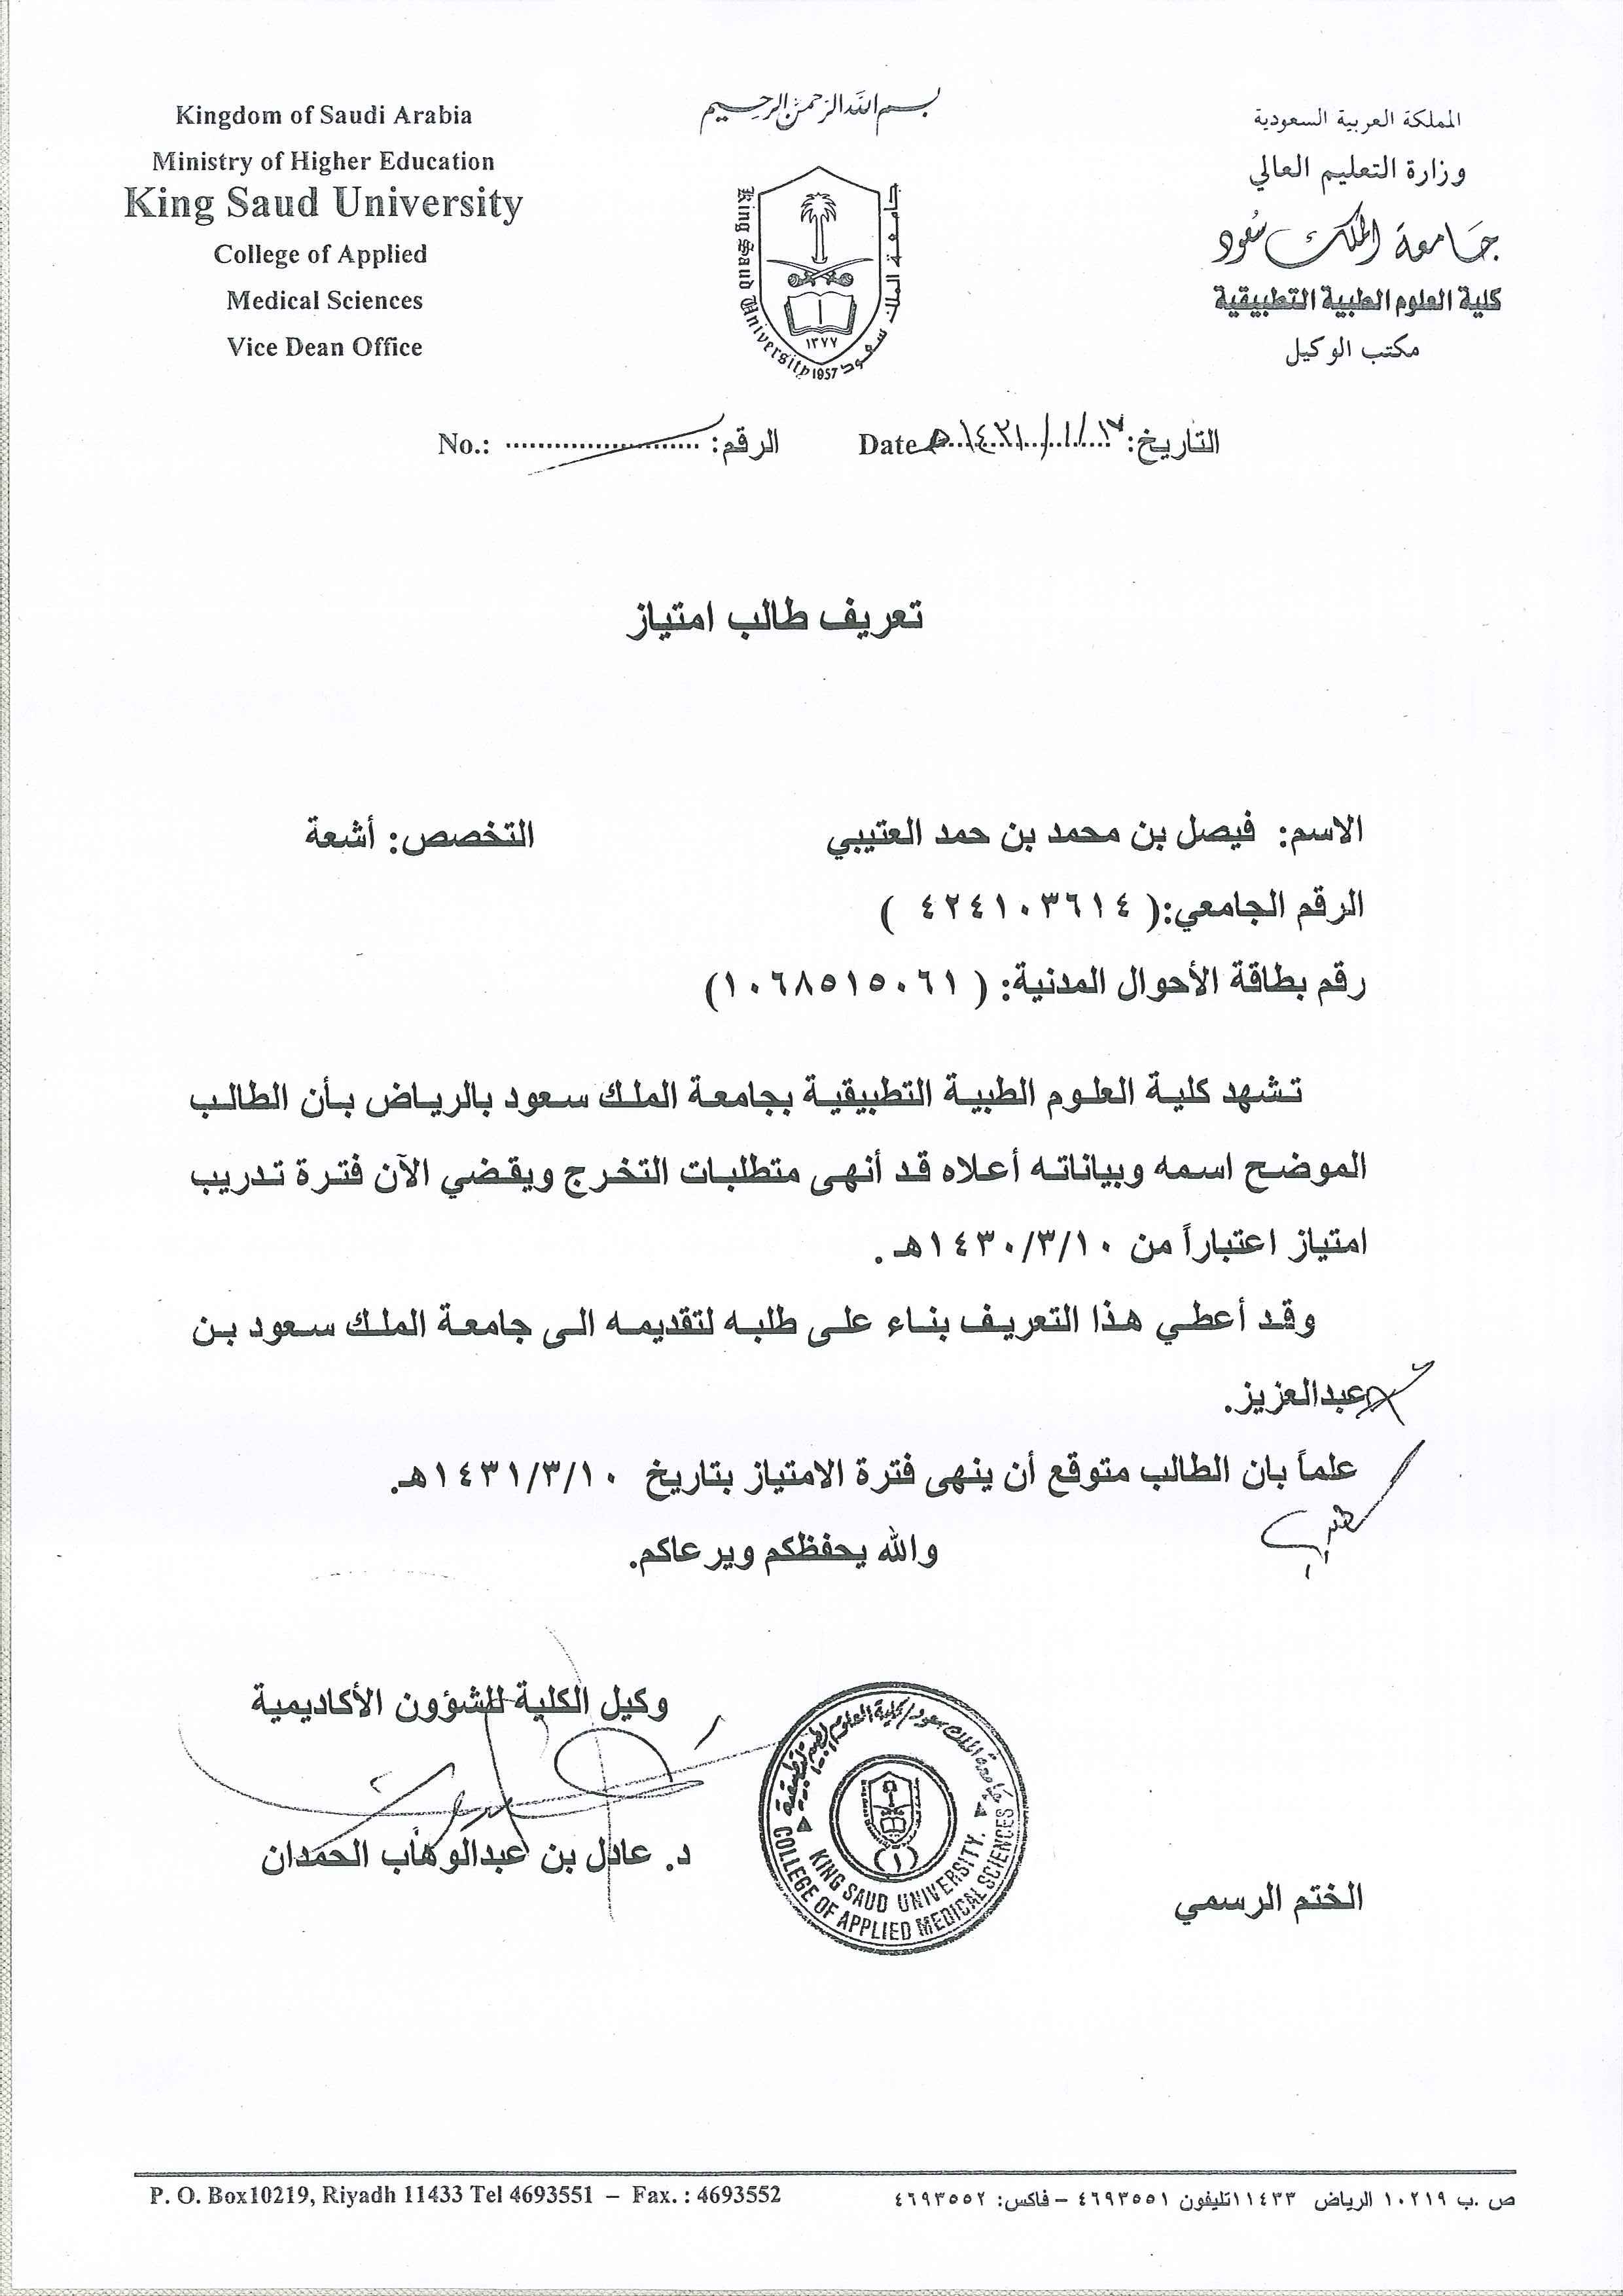 بسم الله الرحمن الرحيم
Kingdom of Saudi Arabia
Ministry of Higher Education
King Saud University
College of Applied
Medical Sciences
Vice Dean Office
King Saud University 1957
جامعة الملك سعود
١٣٧٧
المملكة العربية السعودية
وزارة التعليم العالي
جامعة الملك سعود
كلية العلوم الطبية التطبيقية
مكتب الوكيل
التاريخ: Date
الرقم: No.:
تعريف طالب امتياز
الاسم: فيصل بن محمد بن حمد العتيبي التخصص: أشعة
الرقم الجامعي:( ٤٢٤١٠٣٦١٤ )
رقم بطاقة الأحوال المدنية: ( ١٠٦٨٥١٥٠٦١)
تشهد كلية العلوم الطبية التطبيقية بجامعة الملك سعود بالرياض بأن الطالب
الموضح اسمه وبياناته أعلاه قد أنهى متطلبات التخرج ويقضي الآن فترة تدريب
امتياز اعتباراً من ١٤٣٠/٣/١٠هـ .
وقد أعطي هذا التعريف بناء على طلبه لتقديمه الى جامعة الملك سعود بن
عبدالعزيز.
علماً بان الطالب متوقع أن ينهى فترة الامتياز بتاريخ ١٤٣١/٣/١٠هـ.
والله يحفظكم ويرعاكم.
وكيل الكلية للشؤون الأكاديمية
د. عادل بن عبدالوهاب الحمدان
جامعة الملك سعود/كلية العلوم الطبية التطبيقية
KING SAUD UNIVERSITY.
COLLEGE OF APPLIED MEDICAL SCIENCES
(١)
الختم الرسمي
P. O. Box10219, Riyadh 11433 Tel 4693551 – Fax. : 4693552
ص .ب ١٠٢١٩ الرياض ١١٤٣٣تليفون ٤٦٩٣٥٥١ – فاكس: ٤٦٩٣٥٥٢